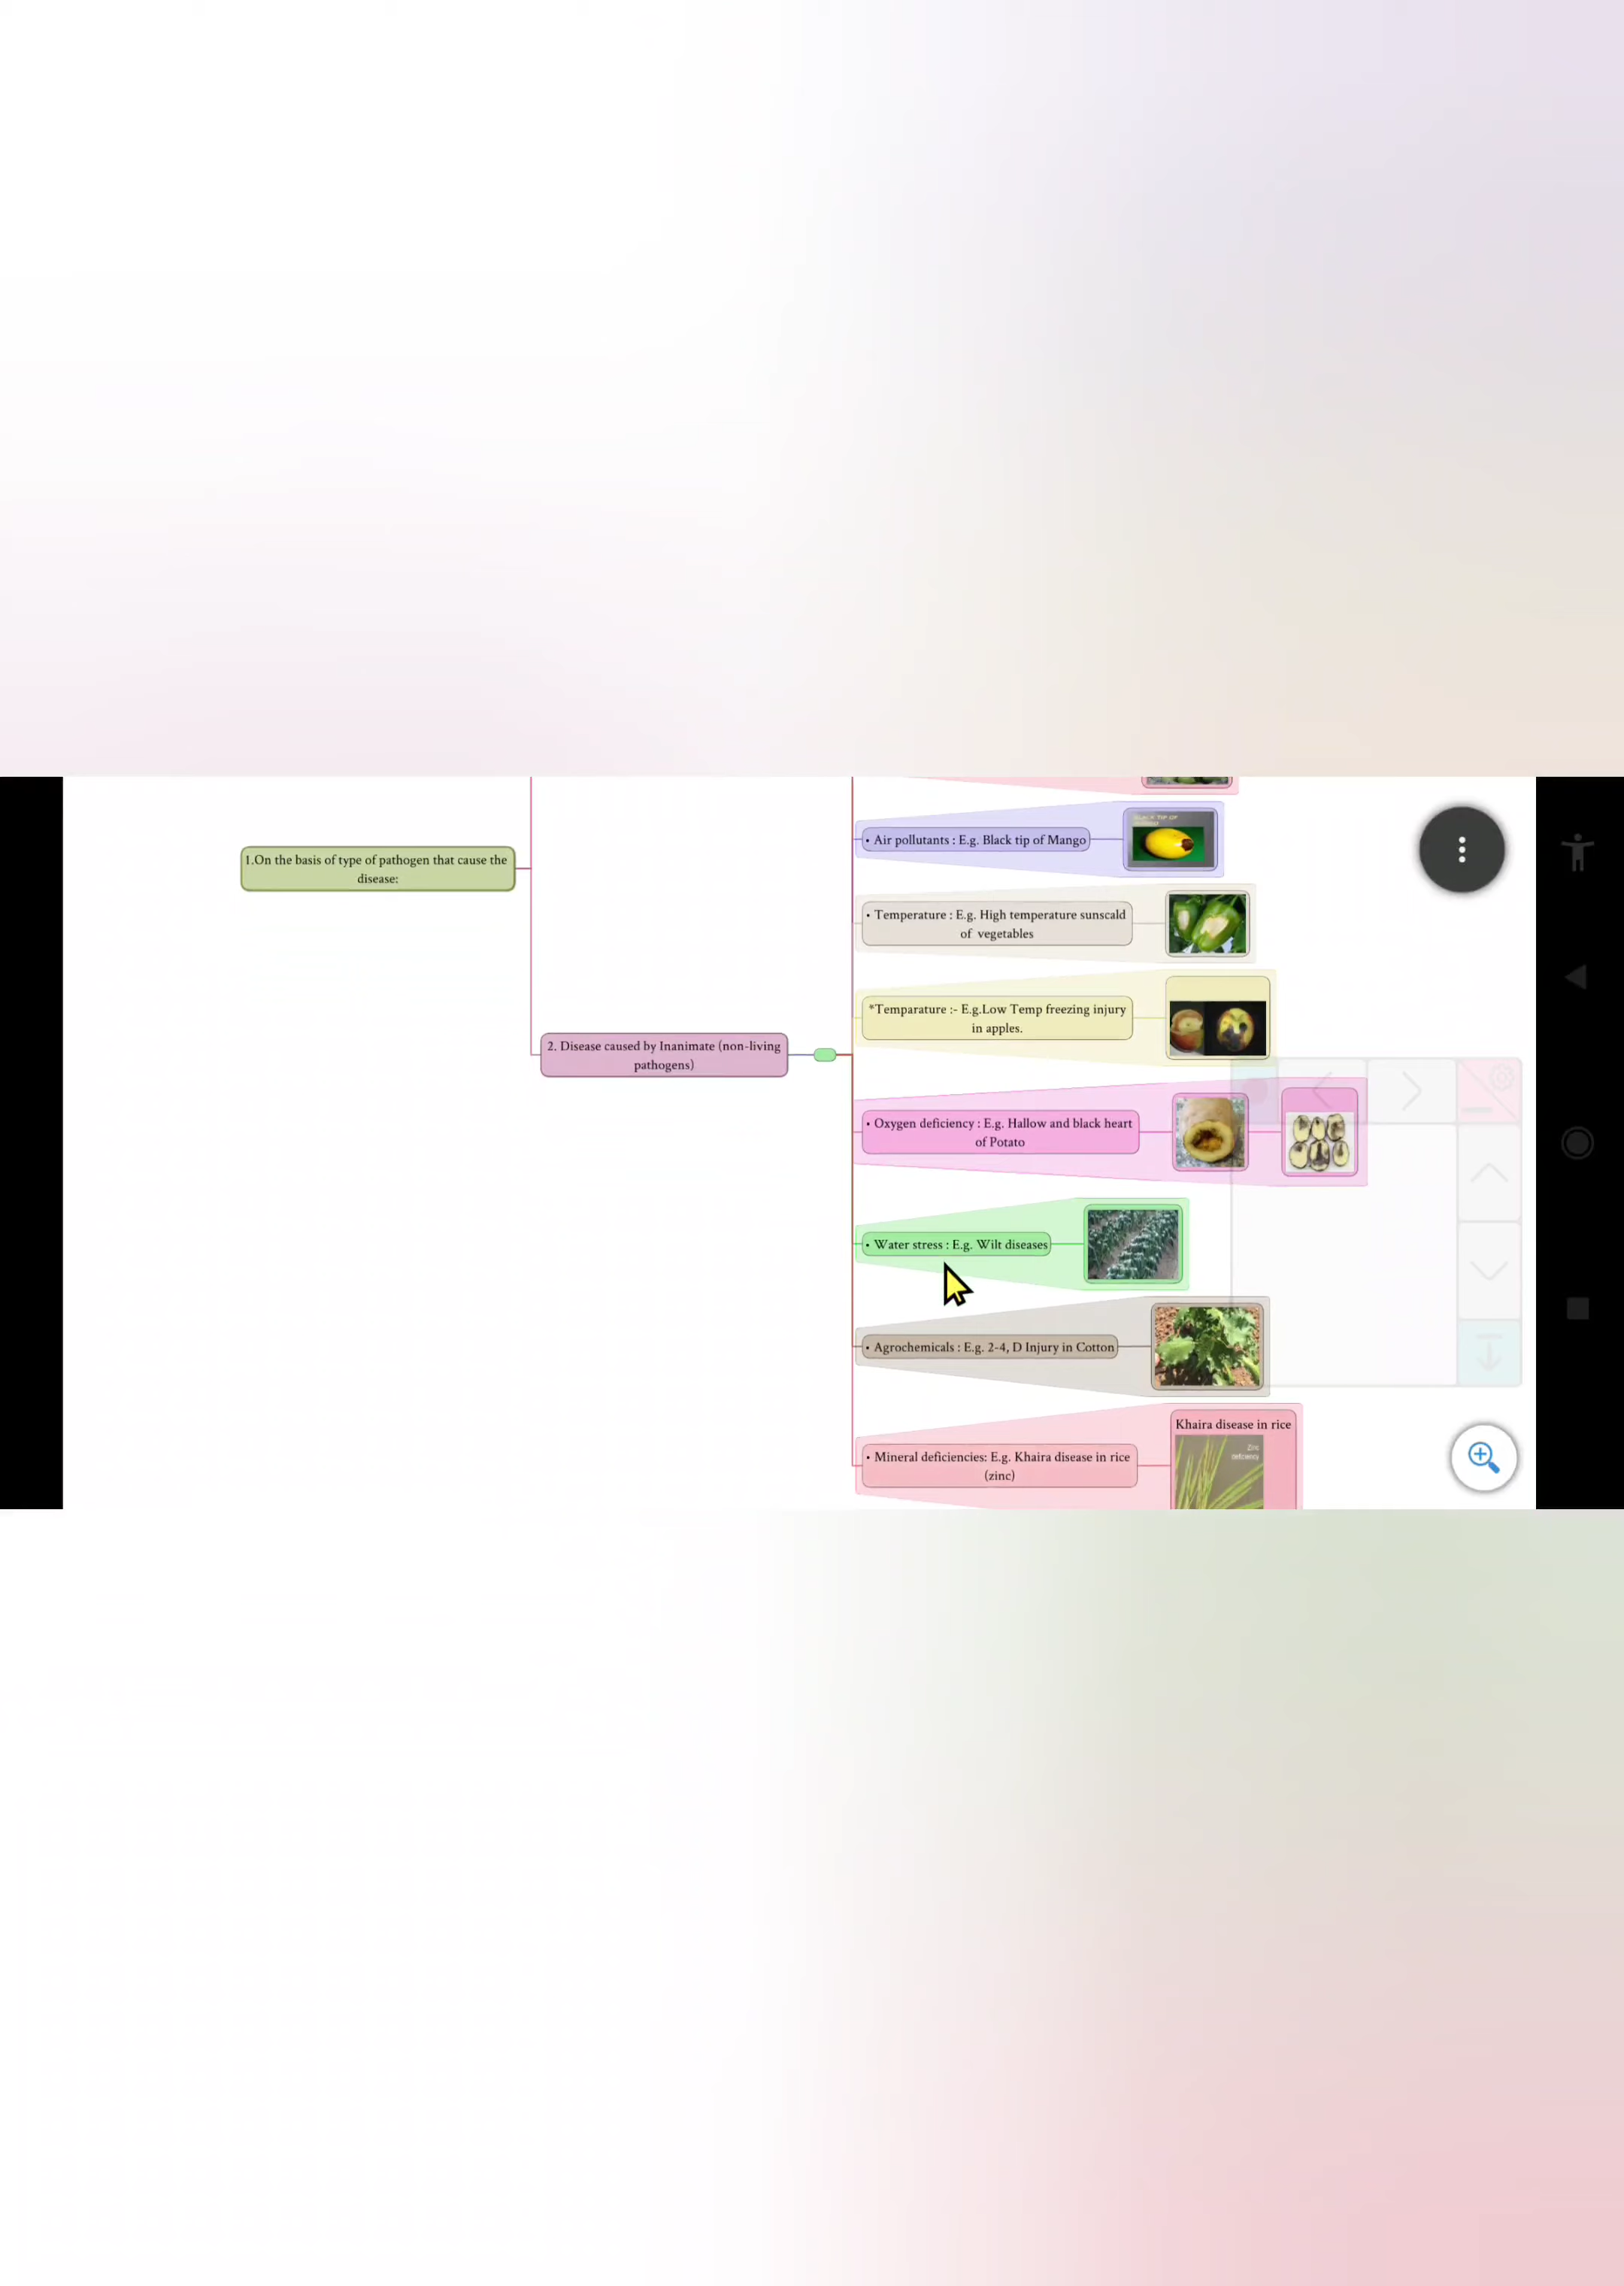 1.On the basis of type of pathogen that cause the
disease:
2. Disease caused by Inanimate (non-living
pathogens)
• Air pollutants : E.g. Black tip of Mango
• Temperature : E.g. High temperature sunscald
of vegetables
*Temparature :- E.g.Low Temp freezing injury
in apples.
• Oxygen deficiency : E.g. Hallow and black heart
of Potato
• Water stress : E.g. Wilt diseases
• Agrochemicals : E.g. 2-4, D Injury in Cotton
• Mineral deficiencies: E.g. Khaira disease in rice
(zinc)
Khaira disease in rice
Zinc
deficiency